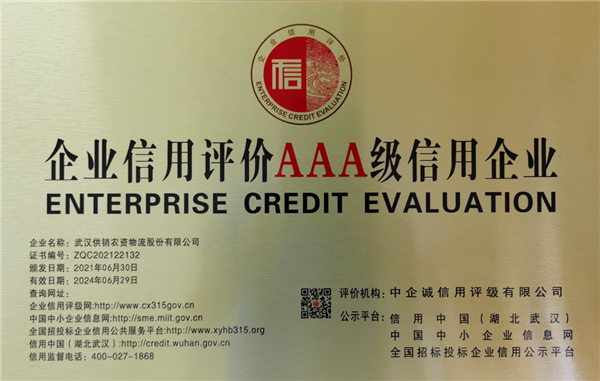 企业信用评价
信
ENTERPRISE CREDIT EVALUATION
企业信用评价AAA级信用企业
ENTERPRISE CREDIT EVALUATION
企业名称：武汉供销农资物流股份有限公司
证书编号：ZQC202122132
颁发日期：2021年06月30日
有效日期：2024年06月29日
查询网址：
企业信用评级网:http://www.cx315gov.cn
中国中小企业信息网:http://sme.miit.gov.cn
全国招投标企业信用公共服务平台:http://www.xyhb315.org
信用中国（湖北武汉）:http://credit.wuhan.gov.cn
信用监督电话：400-027-1868
评价机构：中企诚信用评级有限公司
公示平台：信用中国（湖北武汉）
中国中小企业信息网
全国招标投标企业信用公示平台